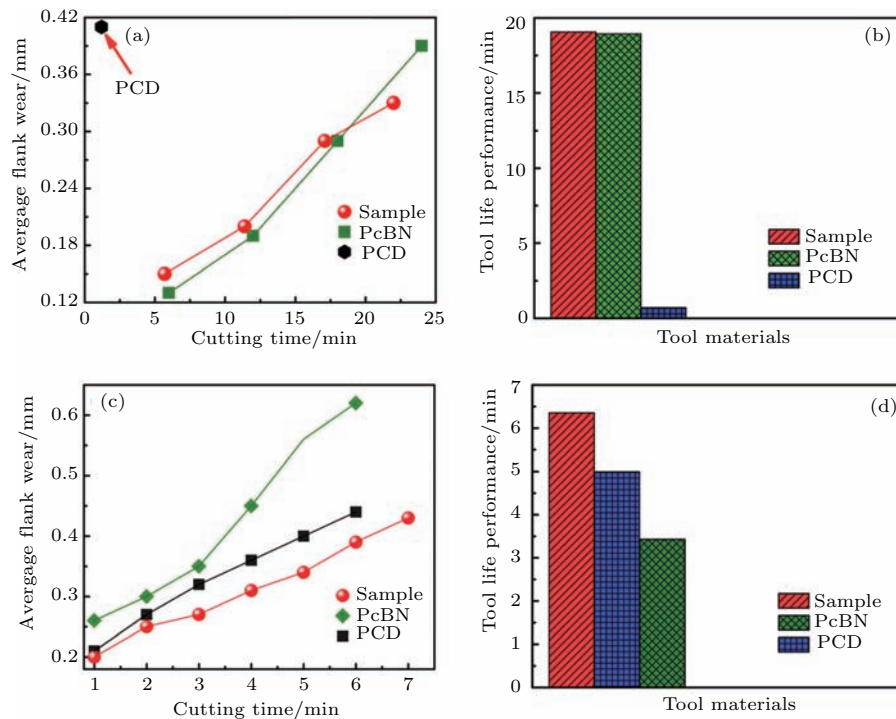 0.42
0.36
0.30
0.24
0.18
0.12
Avergage flank wear/mm
(a)
PCD
Sample
PcBN
PCD
0 5 10 15 20 25
Cutting time/min
20
15
10
5
0
Tool life performance/min
(b)
Sample
PcBN
PCD
Tool materials
0.6
0.5
0.4
0.3
0.2
Avergage flank wear/mm
(c)
Sample
PcBN
PCD
1 2 3 4 5 6 7
Cutting time/min
7
6
5
4
3
2
1
0
Tool life performance/min
(d)
Sample
PCD
PcBN
Tool materials